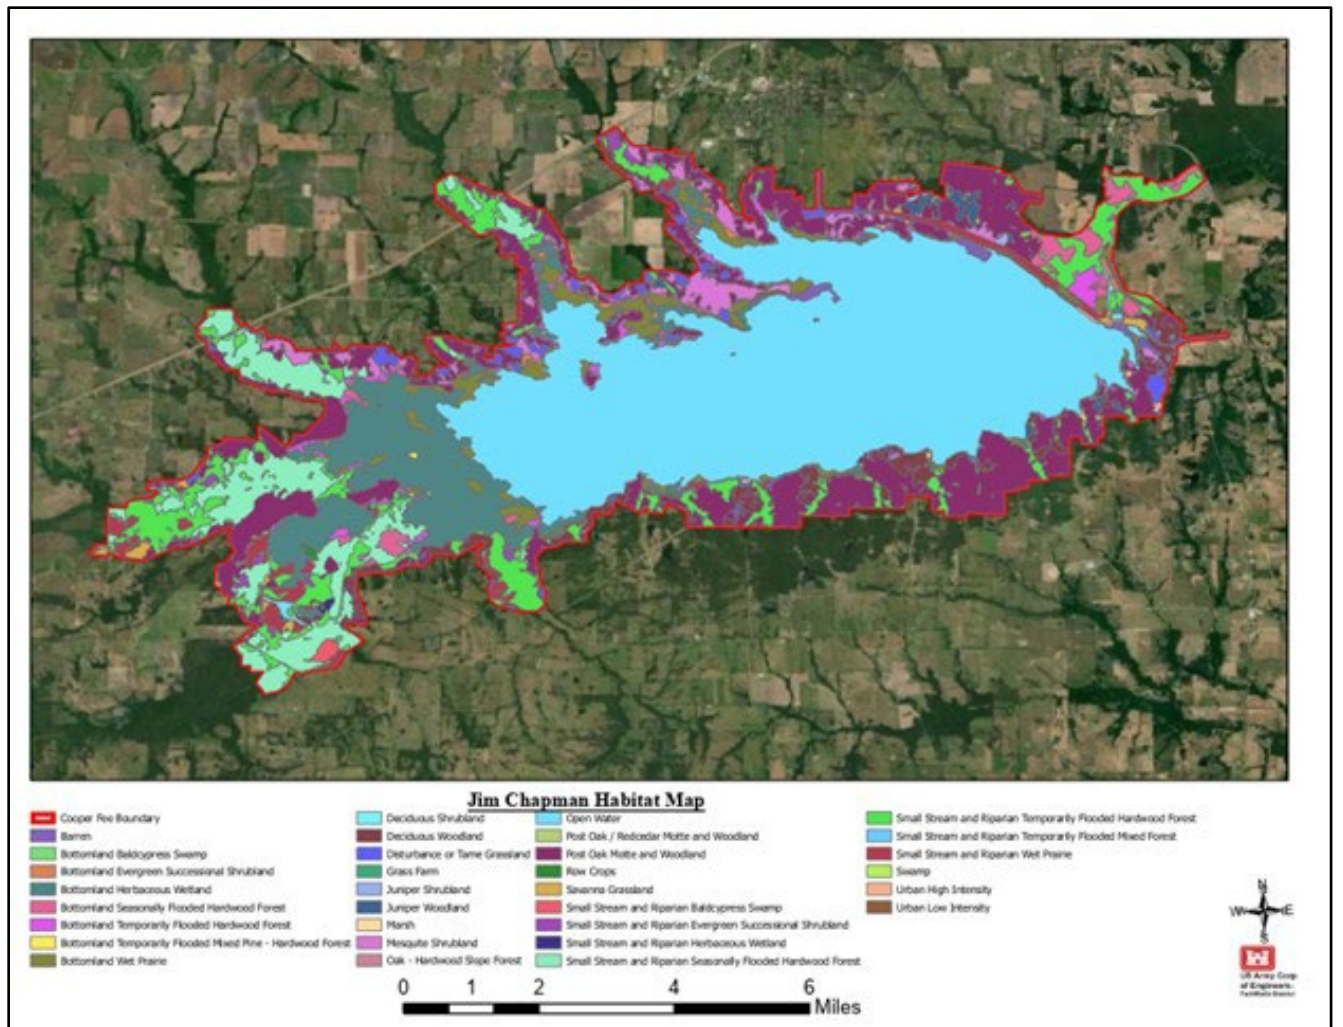 Jim Chapman Habitat Map
Cooper Fee Boundary
Barren
Bottomland Baldcypress Swamp
Bottomland Evergreen Successional Shrubland
Bottomland Herbaceous Wetland
Bottomland Seasonally Flooded Hardwood Forest
Bottomland Temporarily Flooded Hardwood Forest
Bottomland Temporarily Flooded Mixed Pine - Hardwood Forest
Bottomland Wet Prairie
Deciduous Shrubland
Deciduous Woodland
Disturbance or Tame Grassland
Grass Farm
Juniper Shrubland
Juniper Woodland
Marsh
Mesquite Shrubland
Oak - Hardwood Slope Forest
Open Water
Post Oak / Redcedar Motte and Woodland
Post Oak Motte and Woodland
Row Crops
Savanna Grassland
Small Stream and Riparian Baldcypress Swamp
Small Stream and Riparian Evergreen Successional Shrubland
Small Stream and Riparian Herbaceous Wetland
Small Stream and Riparian Seasonally Flooded Hardwood Forest
Small Stream and Riparian Temporarily Flooded Hardwood Forest
Small Stream and Riparian Temporarily Flooded Mixed Forest
Small Stream and Riparian Wet Prairie
Swamp
Urban High Intensity
Urban Low Intensity
N
W E
S
US Army Corp
of Engineers.
Fort Worth District
0 1 2 4 6
Miles